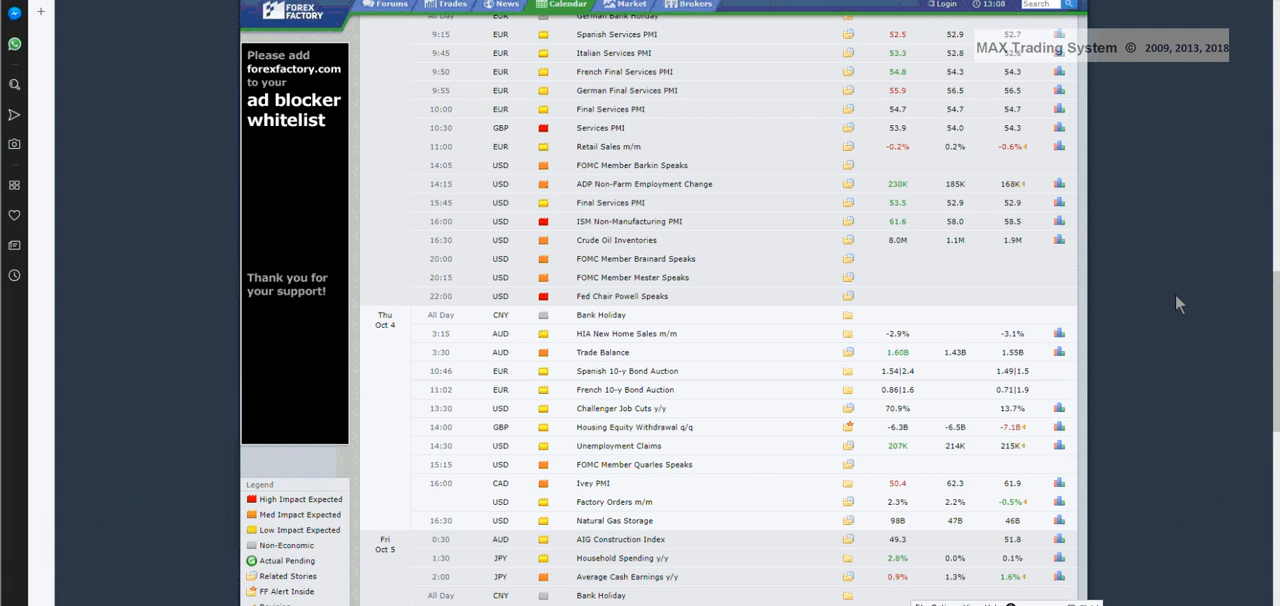 FOREX
FACTORY
Forums
Trades
News
Calendar
Market
Brokers
Login
13:08
Search
Please add
forexfactory.com
to your
ad blocker
whitelist
Thank you for
your support!
MAX Trading System © 2009, 2013, 2018
All Day EUR German Bank Holiday
9:15 EUR Spanish Services PMI 52.5 52.9 52.7
9:45 EUR Italian Services PMI 53.3 52.8
9:50 EUR French Final Services PMI 54.8 54.3 54.3
9:55 EUR German Final Services PMI 55.9 56.5 56.5
10:00 EUR Final Services PMI 54.7 54.7 54.7
10:30 GBP Services PMI 53.9 54.0 54.3
11:00 EUR Retail Sales m/m -0.2% 0.2% -0.6%
14:05 USD FOMC Member Barkin Speaks
14:15 USD ADP Non-Farm Employment Change 230K 185K 168K
15:45 USD Final Services PMI 53.5 52.9 52.9
16:00 USD ISM Non-Manufacturing PMI 61.6 58.0 58.5
16:30 USD Crude Oil Inventories 8.0M 1.1M 1.9M
20:00 USD FOMC Member Brainard Speaks
20:15 USD FOMC Member Mester Speaks
22:00 USD Fed Chair Powell Speaks
Thu
Oct 4
All Day CNY Bank Holiday
3:15 AUD HIA New Home Sales m/m -2.9% -3.1%
3:30 AUD Trade Balance 1.60B 1.43B 1.55B
10:46 EUR Spanish 10-y Bond Auction 1.54|2.4 1.49|1.5
11:02 EUR French 10-y Bond Auction 0.86|1.6 0.71|1.9
13:30 USD Challenger Job Cuts y/y 70.9% 13.7%
14:00 GBP Housing Equity Withdrawal q/q -6.3B -6.5B -7.1B
14:30 USD Unemployment Claims 207K 214K 215K
15:15 USD FOMC Member Quarles Speaks
16:00 CAD Ivey PMI 50.4 62.3 61.9
USD Factory Orders m/m 2.3% 2.2% -0.5%
16:30 USD Natural Gas Storage 98B 47B 46B
Fri
Oct 5
0:30 AUD AIG Construction Index 49.3 51.8
1:30 JPY Household Spending y/y 2.8% 0.0% 0.1%
2:00 JPY Average Cash Earnings y/y 0.9% 1.3% 1.6%
All Day CNY Bank Holiday
Legend
High Impact Expected
Med Impact Expected
Low Impact Expected
Non-Economic
Actual Pending
Related Stories
FF Alert Inside